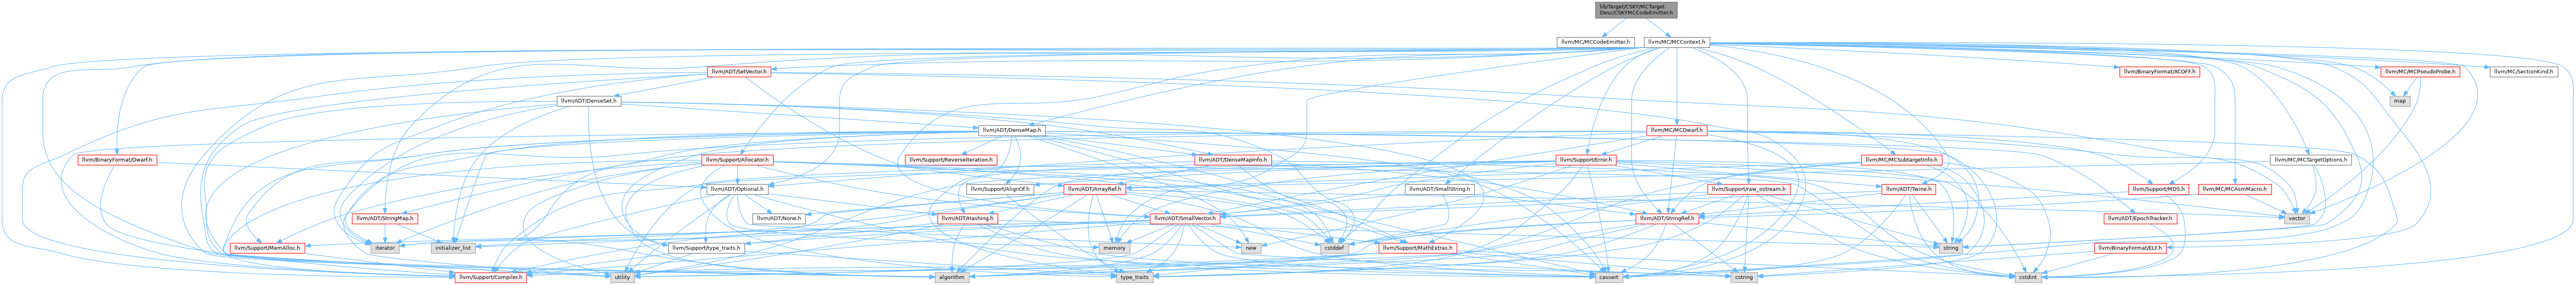 lib/Target/CSKY/MCTarget
Desc/CSKYMCCodeEmitter.h
llvm/MC/MCCodeEmitter.h
llvm/MC/MCContext.h
llvm/ADT/SetVector.h
llvm/BinaryFormat/XCOFF.h
llvm/MC/MCPseudoProbe.h
llvm/MC/SectionKind.h
llvm/ADT/DenseSet.h
map
llvm/ADT/DenseMap.h
llvm/MC/MCDwarf.h
llvm/BinaryFormat/Dwarf.h
llvm/Support/Allocator.h
llvm/Support/ReverseIteration.h
llvm/ADT/DenseMapInfo.h
llvm/Support/Error.h
llvm/MC/MCSubtargetInfo.h
llvm/MC/MCTargetOptions.h
llvm/ADT/Optional.h
llvm/Support/AlignOf.h
llvm/ADT/ArrayRef.h
llvm/ADT/SmallString.h
llvm/Support/raw_ostream.h
llvm/ADT/Twine.h
llvm/Support/MD5.h
llvm/MC/MCAsmMacro.h
llvm/ADT/StringMap.h
llvm/ADT/None.h
llvm/ADT/Hashing.h
llvm/ADT/SmallVector.h
llvm/ADT/StringRef.h
llvm/ADT/EpochTracker.h
vector
llvm/Support/MemAlloc.h
iterator
initializer_list
llvm/Support/type_traits.h
memory
new
cstddef
llvm/Support/MathExtras.h
string
llvm/BinaryFormat/ELF.h
llvm/Support/Compiler.h
utility
algorithm
type_traits
cassert
cstring
cstdint